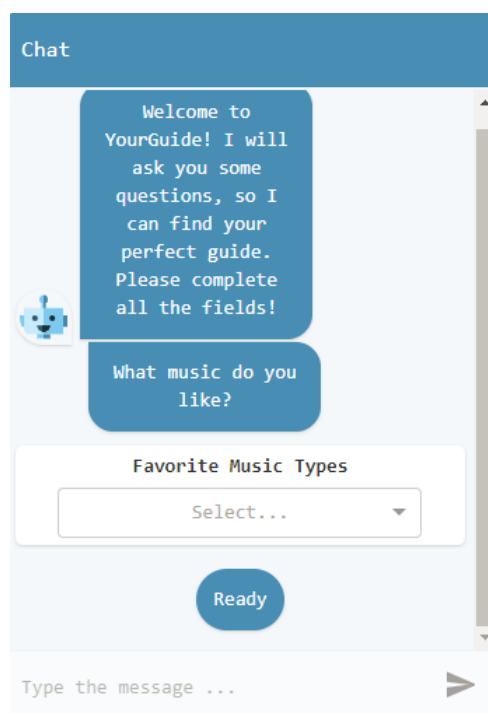 Chat
Welcome to
YourGuide! I will
ask you some
questions, so I
can find your
perfect guide.
Please complete
all the fields!
What music do you
like?
Favorite Music Types
Select...
Ready
Type the message ...